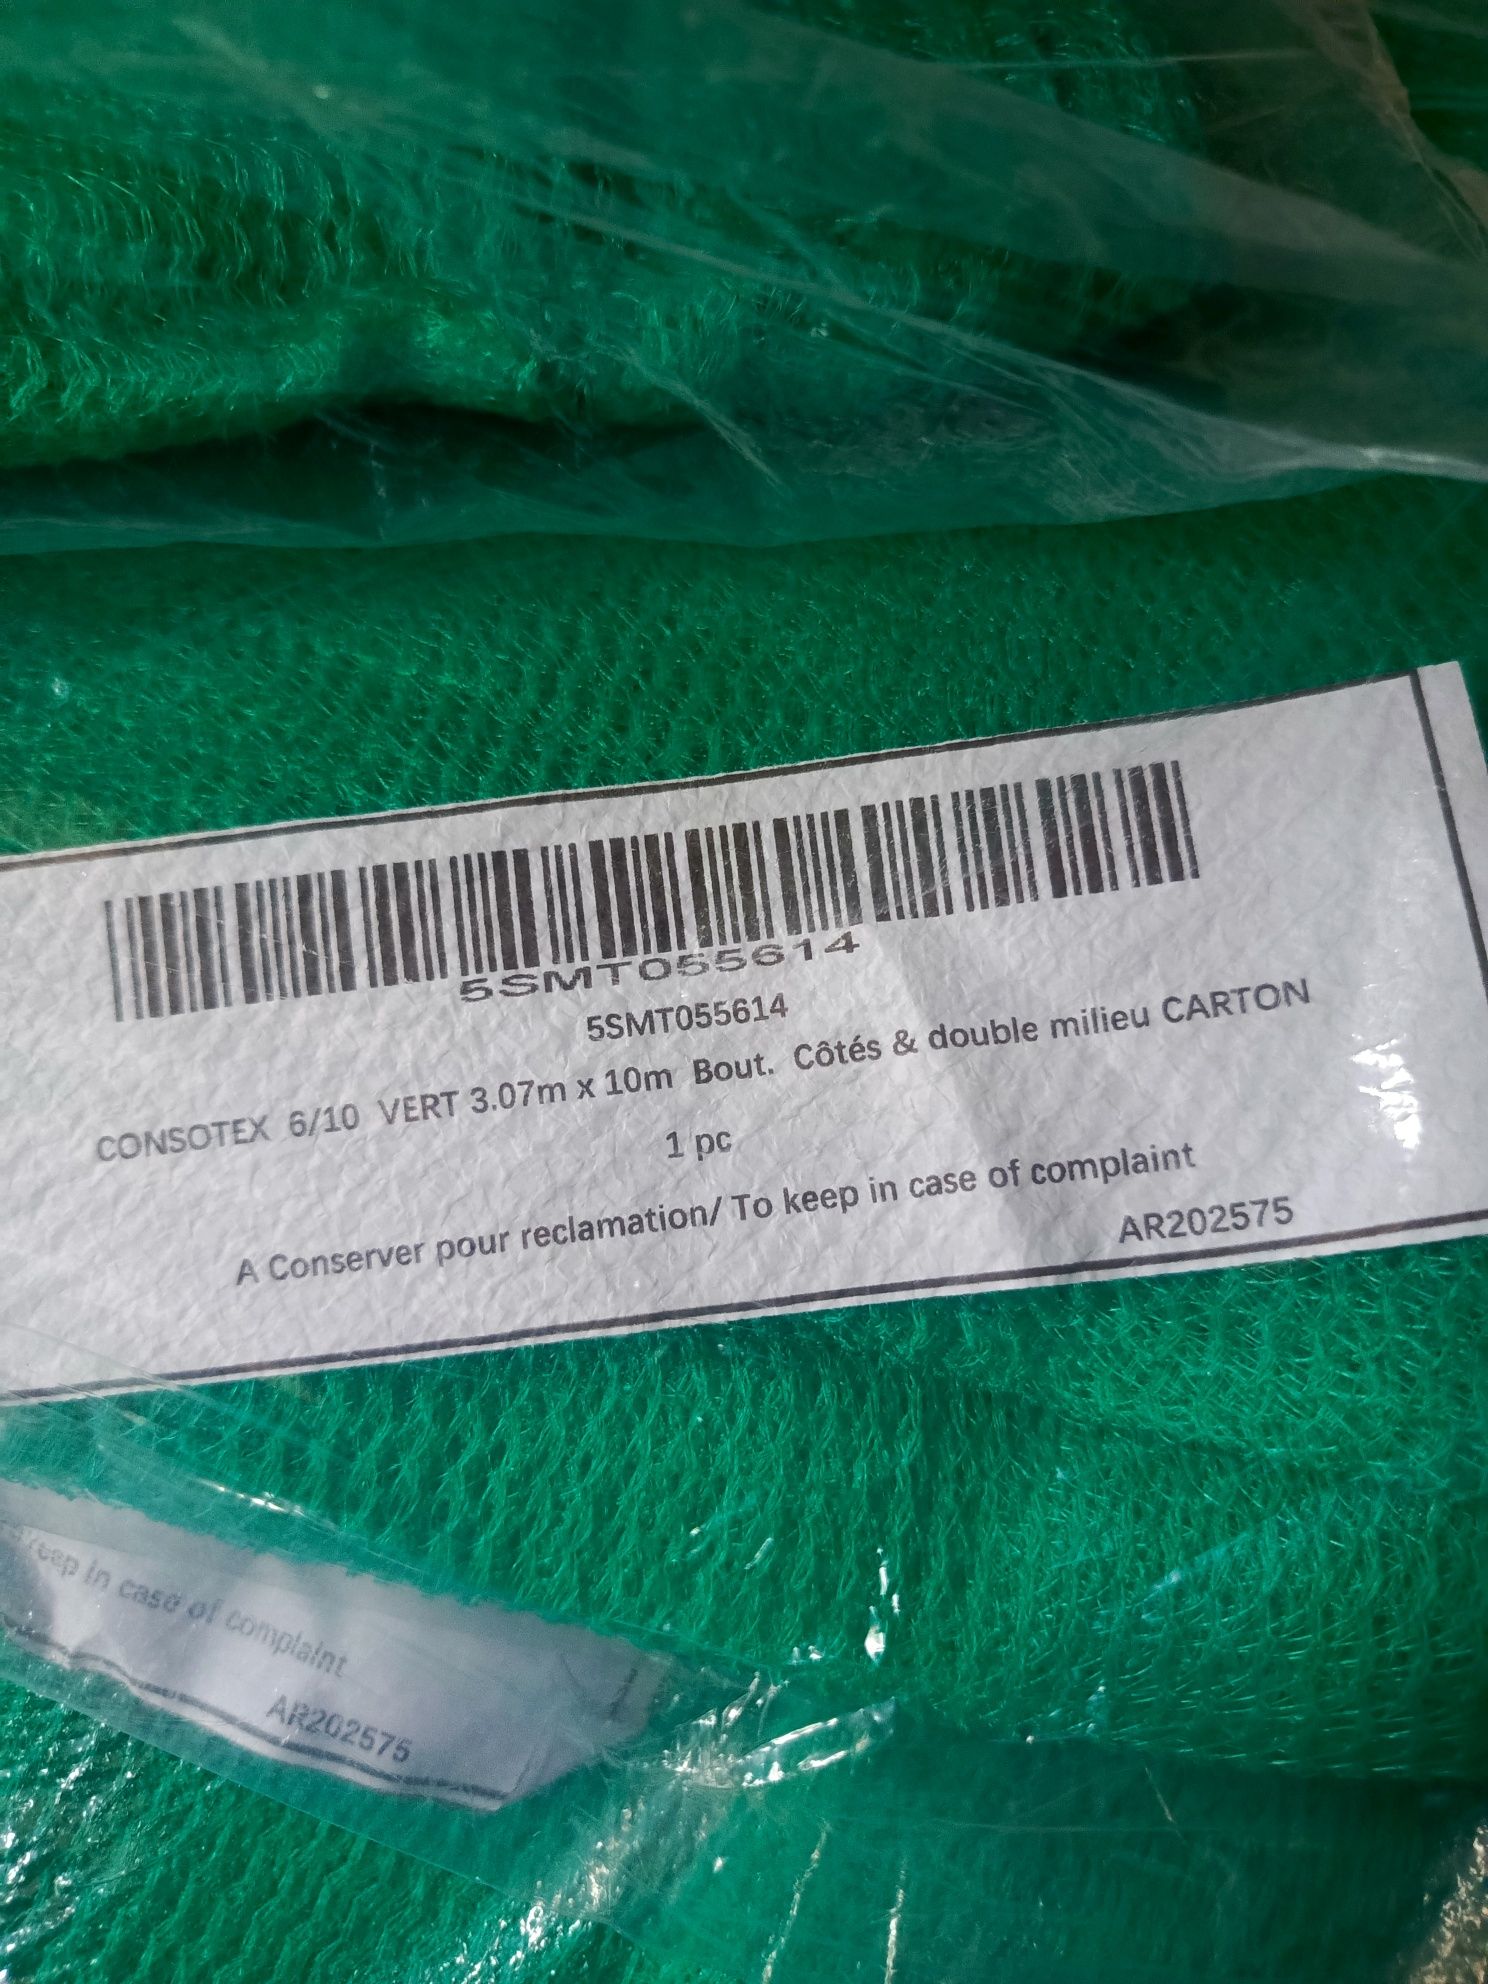 5SMT055614
5SMT055614
CONSOTEX 6/10 VERT 3.07m x 10m Bout. Côtés & double milieu CARTON
1 pc
A Conserver pour reclamation/ To keep in case of complaint
AR202575
keep in case of complaint
AR202575